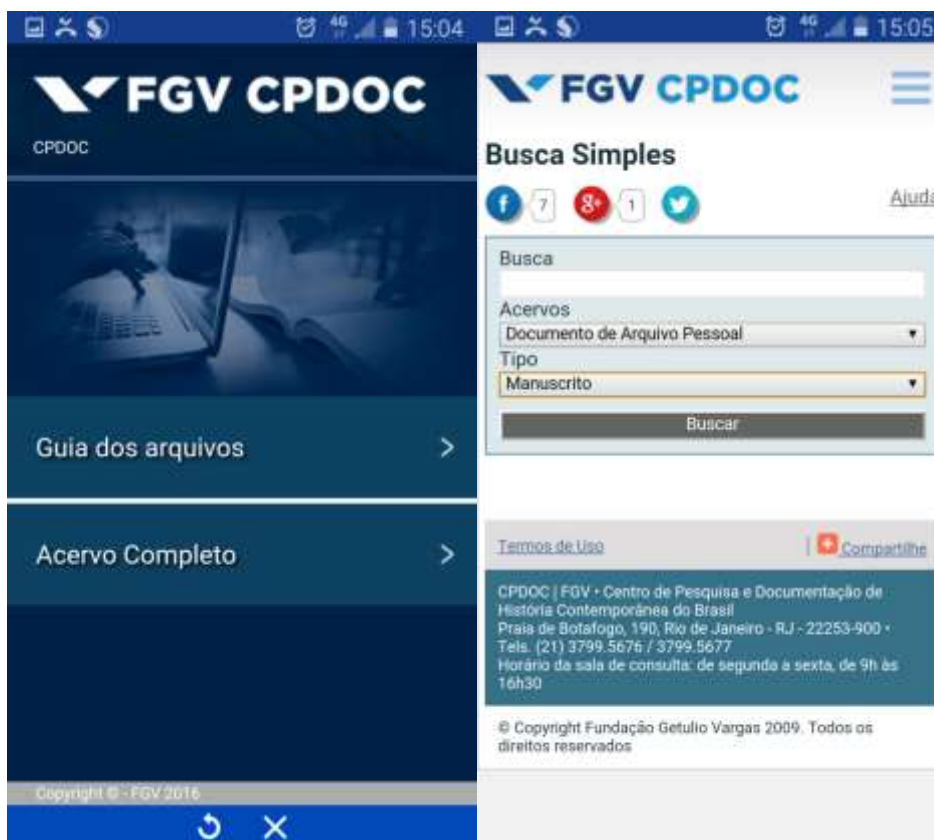 4G 15:04
FGV CPDOC
CPDOC
Guia dos arquivos
Acervo Completo
Copyright © - FGV 2016
4G 15:05
FGV CPDOC
Busca Simples
f 7 8+ 1 Ajuda
Busca
Acervos
Documento de Arquivo Pessoal
Tipo
Manuscrito
Buscar
Termos de Uso | Compartilhe
CPDOC | FGV • Centro de Pesquisa e Documentação de
História Contemporânea do Brasil
Praia de Botafogo, 190, Rio de Janeiro - RJ - 22253-900 •
Tels. (21) 3799.5676 / 3799.5677
Horário da sala de consulta: de segunda a sexta, de 9h às
16h30
© Copyright Fundação Getulio Vargas 2009. Todos os
direitos reservados